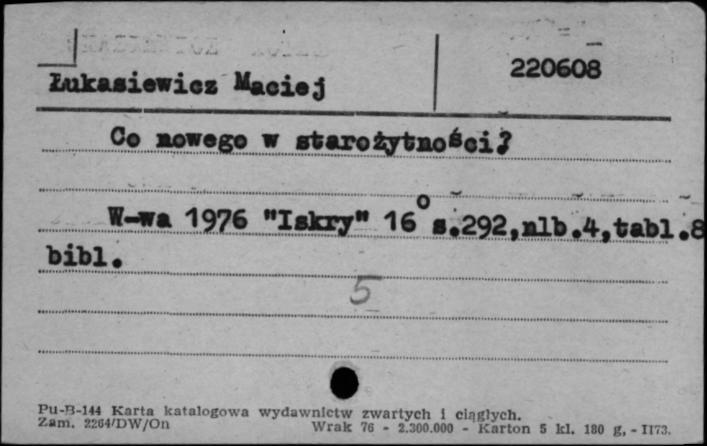 220608
Łukasiewicz Maciej
Co nowego w starożytności?
W-wa 1976 "Iskry" 16° s.292,nlb.4,tabl.8
bibl.
5
Pu-B-144 Karta katalogowa wydawnictw zwartych i ciągłych.
Zam. 2264/DW/On Wrak 76 - 2.300.000 - Karton 5 kl. 180 g, - II73.